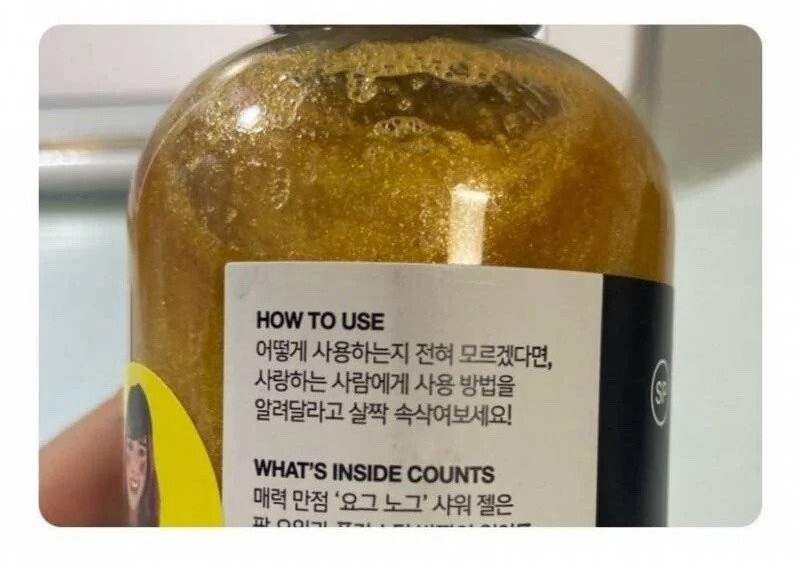 HOW TO USE
어떻게 사용하는지 전혀 모르겠다면,
사랑하는 사람에게 사용 방법을
알려달라고 살짝 속삭여보세요!
WHAT'S INSIDE COUNTS
매력 만점 '요그 노그' 샤워 젤은